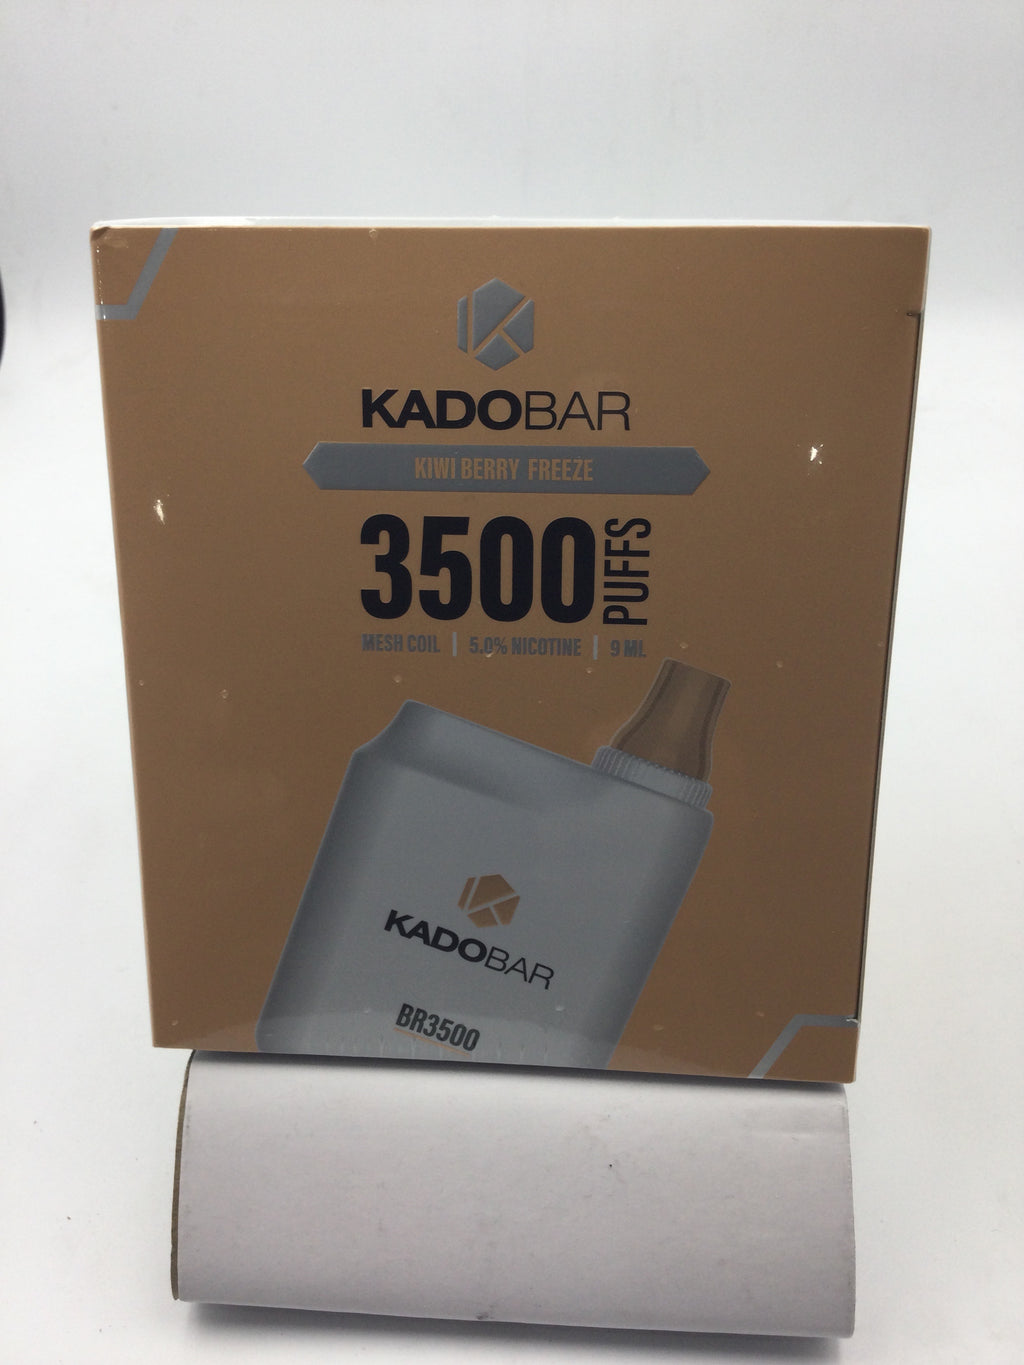 KADOBAR
KIWI BERRY FREEZE
3500
PUFFS
MESH COIL | 5.0% NICOTINE | 9 ML
KADOBAR
BR3500